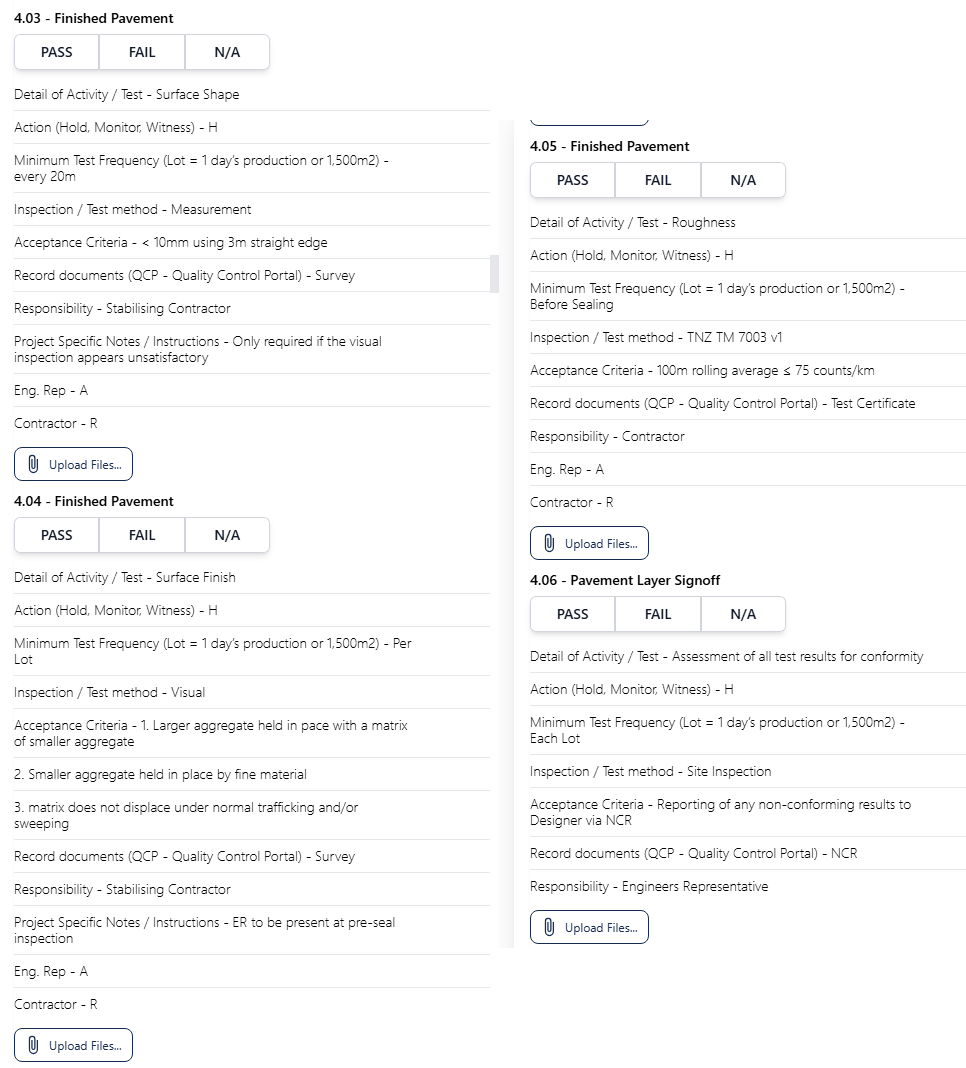 4.03 - Finished Pavement
PASS FAIL N/A
Detail of Activity / Test - Surface Shape
Action (Hold, Monitor, Witness) - H
Minimum Test Frequency (Lot = 1 day's production or 1,500m2) -
every 20m
Inspection / Test method - Measurement
Acceptance Criteria - < 10mm using 3m straight edge
Record documents (QCP - Quality Control Portal) - Survey
Responsibility - Stabilising Contractor
Project Specific Notes / Instructions - Only required if the visual
inspection appears unsatisfactory
Eng. Rep - A
Contractor - R
Upload Files...
4.04 - Finished Pavement
PASS FAIL N/A
Detail of Activity / Test - Surface Finish
Action (Hold, Monitor, Witness) - H
Minimum Test Frequency (Lot = 1 day's production or 1,500m2) - Per
Lot
Inspection / Test method - Visual
Acceptance Criteria - 1. Larger aggregate held in pace with a matrix
of smaller aggregate
2. Smaller aggregate held in place by fine material
3. matrix does not displace under normal trafficking and/or
sweeping
Record documents (QCP - Quality Control Portal) - Survey
Responsibility - Stabilising Contractor
Project Specific Notes / Instructions - ER to be present at pre-seal
inspection
Eng. Rep - A
Contractor - R
Upload Files...
4.05 - Finished Pavement
PASS FAIL N/A
Detail of Activity / Test - Roughness
Action (Hold, Monitor, Witness) - H
Minimum Test Frequency (Lot = 1 day's production or 1,500m2) -
Before Sealing
Inspection / Test method - TNZ TM 7003 v1
Acceptance Criteria - 100m rolling average ≤ 75 counts/km
Record documents (QCP - Quality Control Portal) - Test Certificate
Responsibility - Contractor
Eng. Rep - A
Contractor - R
Upload Files...
4.06 - Pavement Layer Signoff
PASS FAIL N/A
Detail of Activity / Test - Assessment of all test results for conformity
Action (Hold, Monitor, Witness) - H
Minimum Test Frequency (Lot = 1 day's production or 1,500m2) -
Each Lot
Inspection / Test method - Site Inspection
Acceptance Criteria - Reporting of any non-conforming results to
Designer via NCR
Record documents (QCP - Quality Control Portal) - NCR
Responsibility - Engineers Representative
Upload Files...